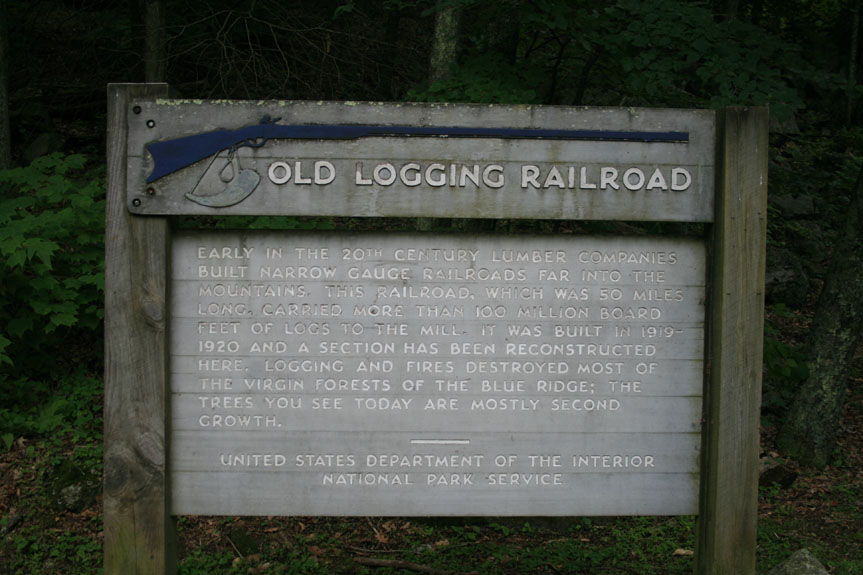 OLD LOGGING RAILROAD
EARLY IN THE 20TH CENTURY LUMBER COMPANIES
BUILT NARROW GAUGE RAILROADS FAR INTO THE
MOUNTAINS. THIS RAILROAD, WHICH WAS 50 MILES
LONG, CARRIED MORE THAN 100 MILLION BOARD
FEET OF LOGS TO THE MILL. IT WAS BUILT IN 1919-
1920 AND A SECTION HAS BEEN RECONSTRUCTED
HERE. LOGGING AND FIRES DESTROYED MOST OF
THE VIRGIN FORESTS OF THE BLUE RIDGE; THE
TREES YOU SEE TODAY ARE MOSTLY SECOND
GROWTH.
UNITED STATES DEPARTMENT OF THE INTERIOR
NATIONAL PARK SERVICE